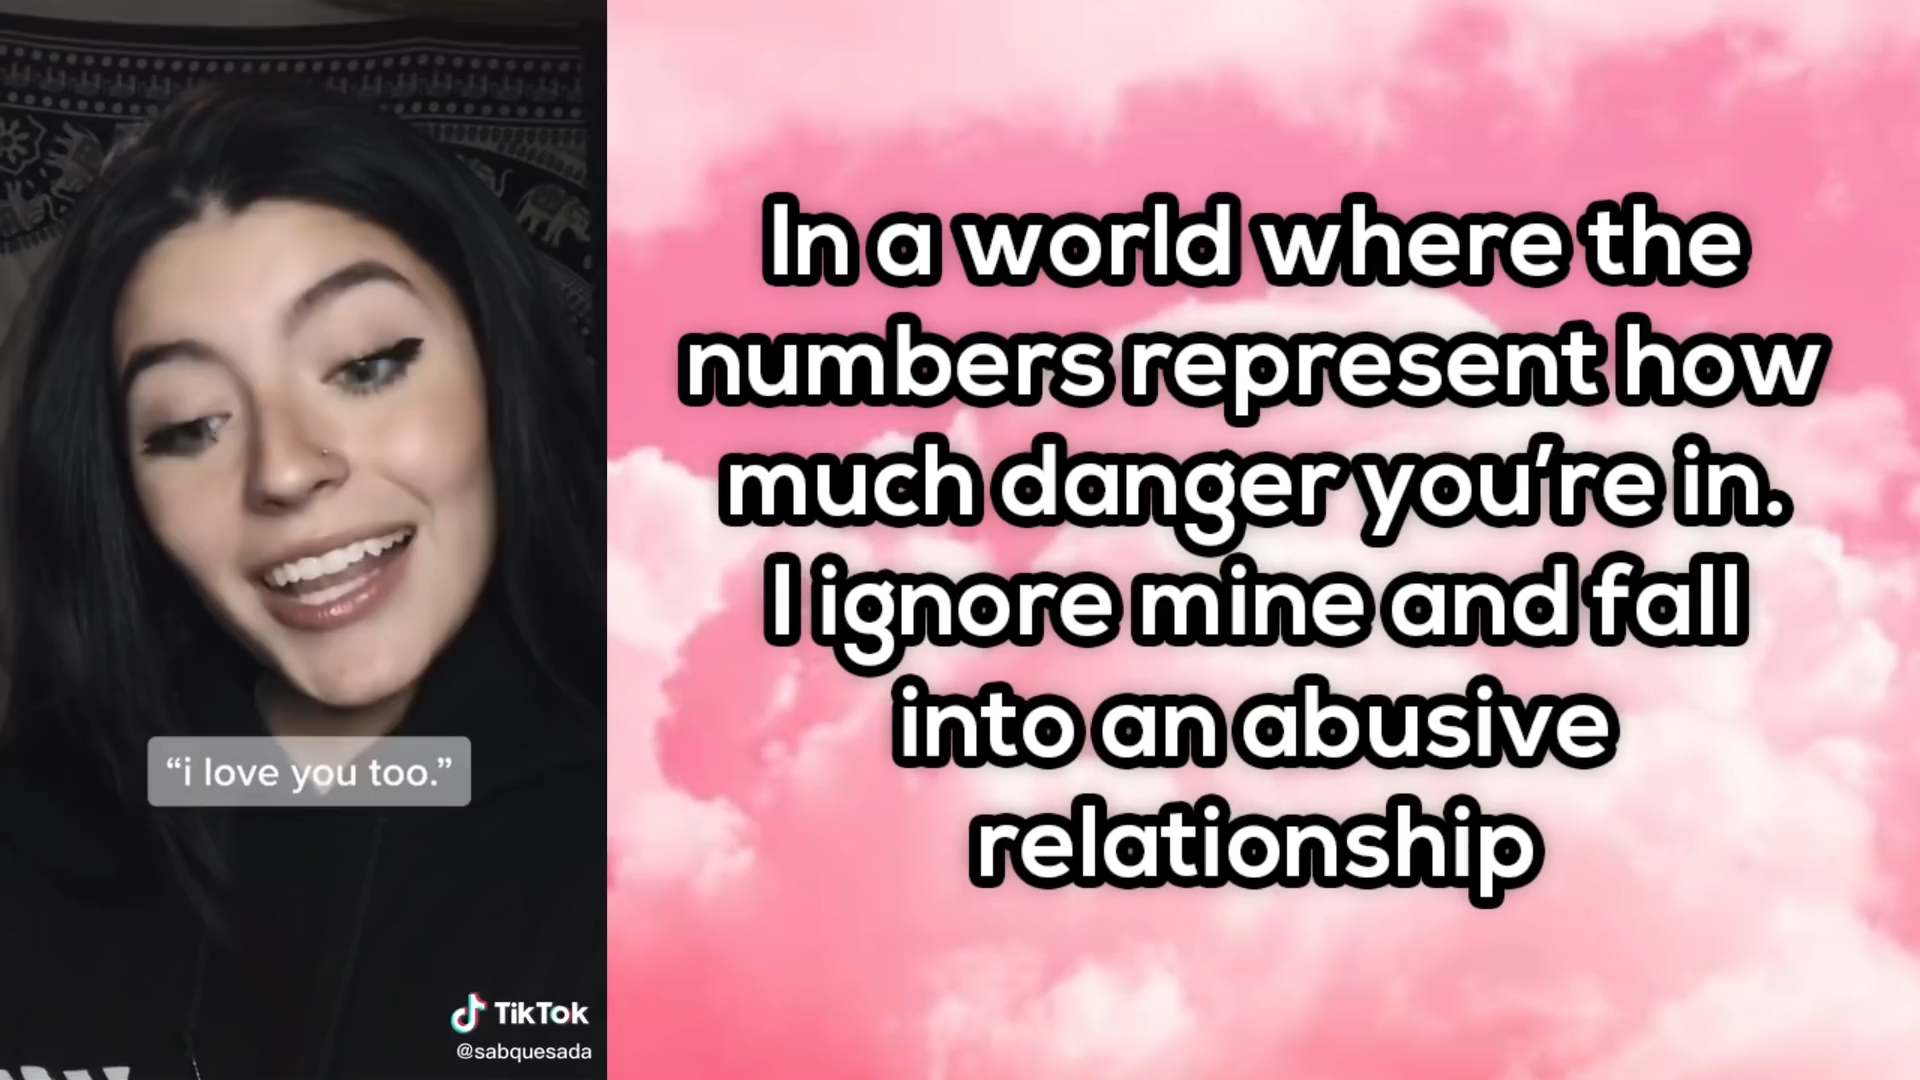 In a world where the
numbers represent how
much danger you're in.
I ignore mine and fall
into an abusive
relationship
“i love you too.”
TikTok
@sabquesada